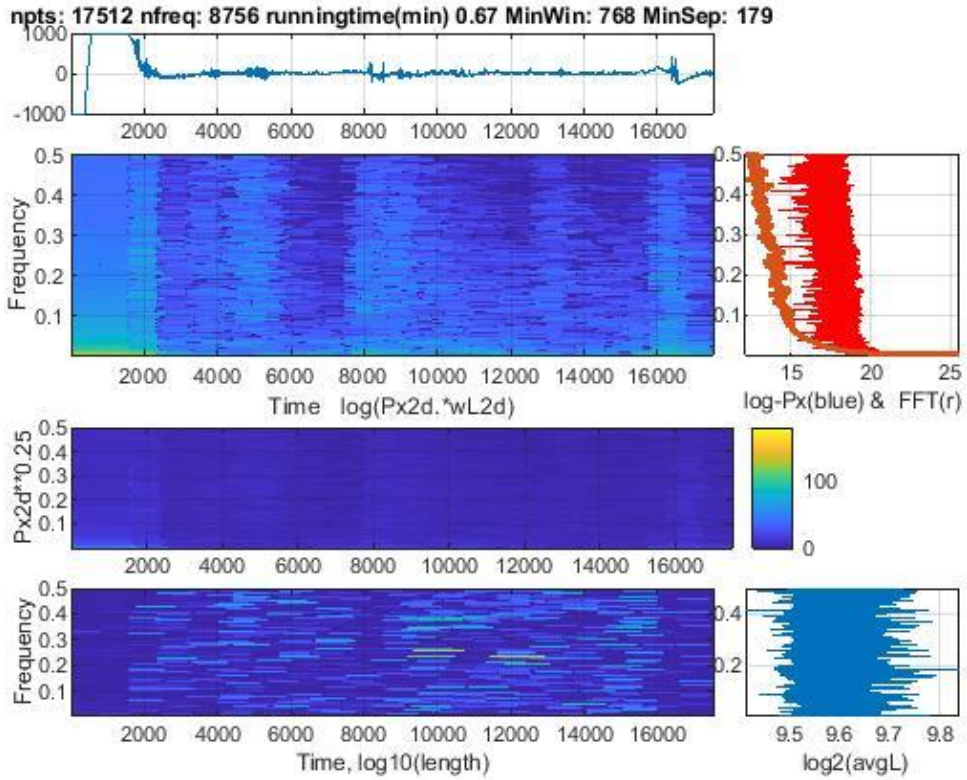 npts: 17512 nfreq: 8756 runningtime(min) 0.67 MinWin: 768 MinSep: 179
1000
0
-1000
2000 4000 6000 8000 10000 12000 14000 16000
Frequency
0.5
0.4
0.3
0.2
0.1
2000 4000 6000 8000 10000 12000 14000 16000
Time log(Px2d.*wL2d)
0.5
0.4
0.3
0.2
0.1
15 20 25
log-Px(blue) & FFT(r)
Px2d**0.25
0.5
0.4
0.3
0.2
0.1
2000 4000 6000 8000 10000 12000 14000 16000
100
0
Frequency
0.5
0.4
0.3
0.2
0.1
2000 4000 6000 8000 10000 12000 14000 16000
Time, log10(length)
0.4
0.2
9.5 9.6 9.7 9.8
log2(avgL)